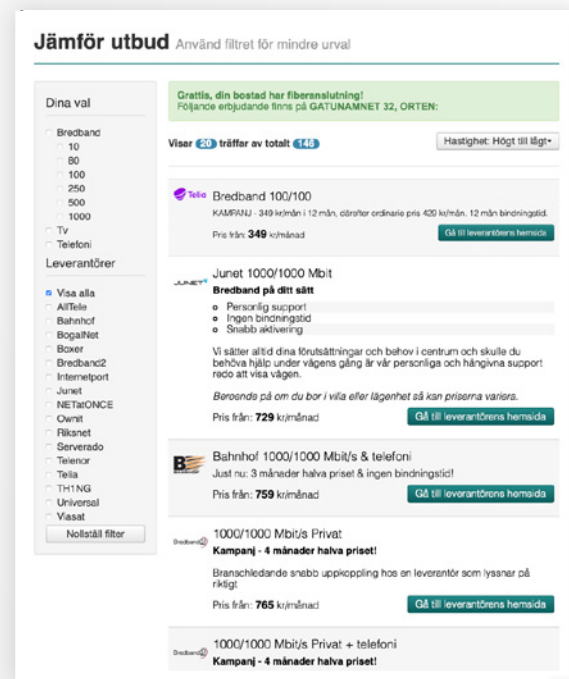 Jämför utbud Använd filtret för mindre urval
Dina val
Bredband
10
80
100
250
500
1000
Tv
Telefoni
Leverantörer
Visa alla
AllTele
Bahnhof
BogalNet
Boxer
Bredband2
Internetport
Junet
NETatONCE
Ownit
Riksnet
Serverado
Telenor
Telia
TH1NG
Universal
Viasat
Nollställ filter
Grattis, din bostad har fiberanslutning!
Följande erbjudande finns på GATUNAMNET 32, ORTEN:
Visar 20 träffar av totalt 146
Hastighet: Högt till lågt
Telia
Bredband 100/100
KAMPANJ - 349 kr/mån i 12 mån, därefter ordinarie pris 429 kr/mån. 12 mån bindningstid.
Pris från: 349 kr/månad
Gå till leverantörens hemsida
JUNET
Junet 1000/1000 Mbit
Bredband på ditt sätt
Personlig support
Ingen bindningstid
Snabb aktivering
Vi sätter alltid dina förutsättningar och behov i centrum och skulle du
behöva hjälp under vägens gång är vår personliga och hängivna support
redo att visa vägen.
Beroende på om du bor i villa eller lägenhet så kan priserna variera.
Pris från: 729 kr/månad
Gå till leverantörens hemsida
Bahnhof 1000/1000 Mbit/s & telefoni
Just nu: 3 månader halva priset & ingen bindningstid!
Pris från: 759 kr/månad
Gå till leverantörens hemsida
Bredband2
1000/1000 Mbit/s Privat
Kampanj - 4 månader halva priset!
Branschledande snabb uppkoppling hos en leverantör som lyssnar på
riktigt
Pris från: 765 kr/månad
Gå till leverantörens hemsida
Bredband2
1000/1000 Mbit/s Privat + telefoni
Kampanj - 4 månader halva priset!